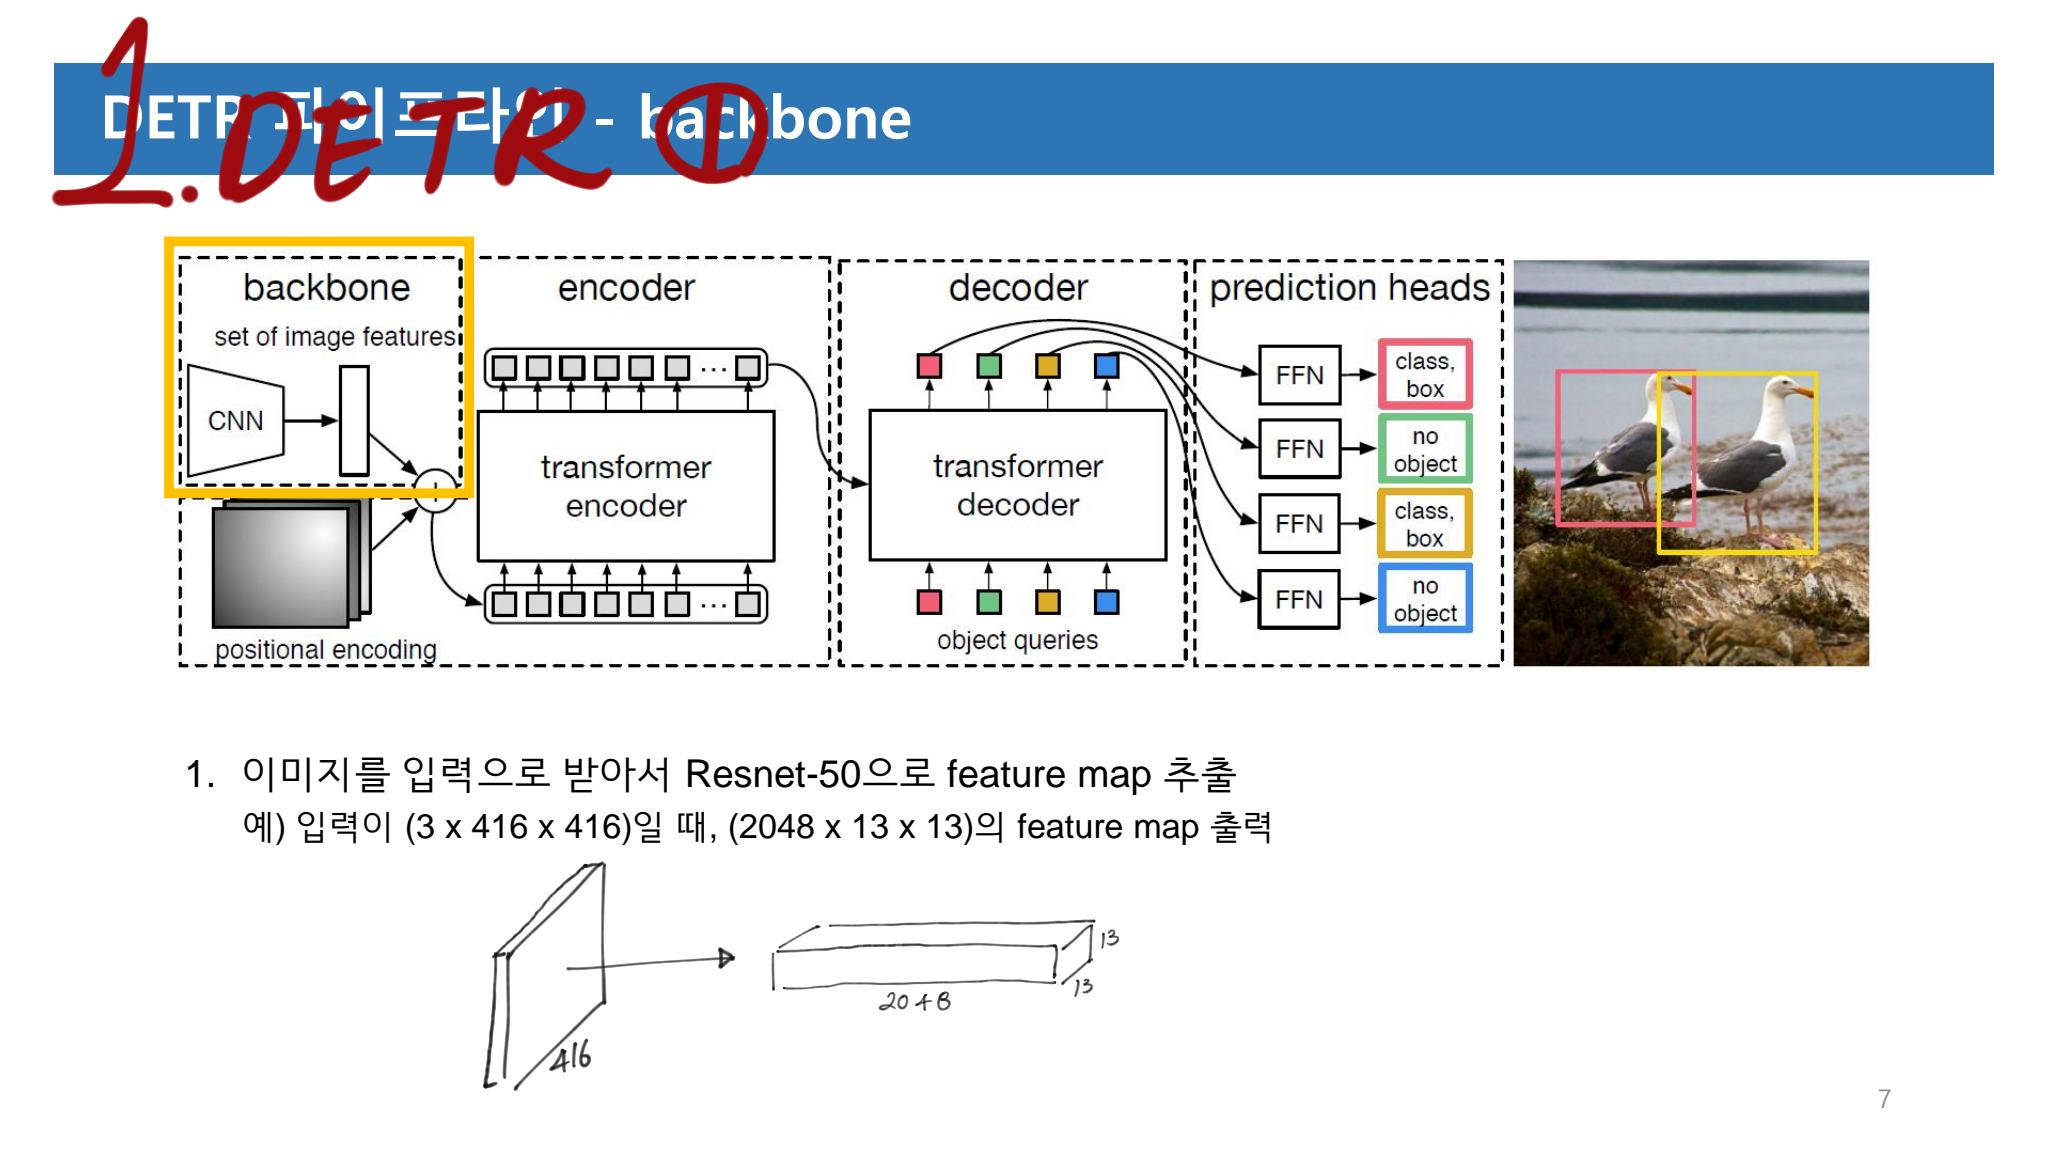 DETR 파이프라인 - backbone
1. DETR ①
backbone
set of image features
CNN
+
positional encoding
encoder
...
transformer
encoder
...
decoder
transformer
decoder
object queries
prediction heads
FFN
class,
box
FFN
no
object
FFN
class,
box
FFN
no
object
1. 이미지를 입력으로 받아서 Resnet-50으로 feature map 추출
예) 입력이 (3 x 416 x 416)일 때, (2048 x 13 x 13)의 feature map 출력
416
2048
13
13
7